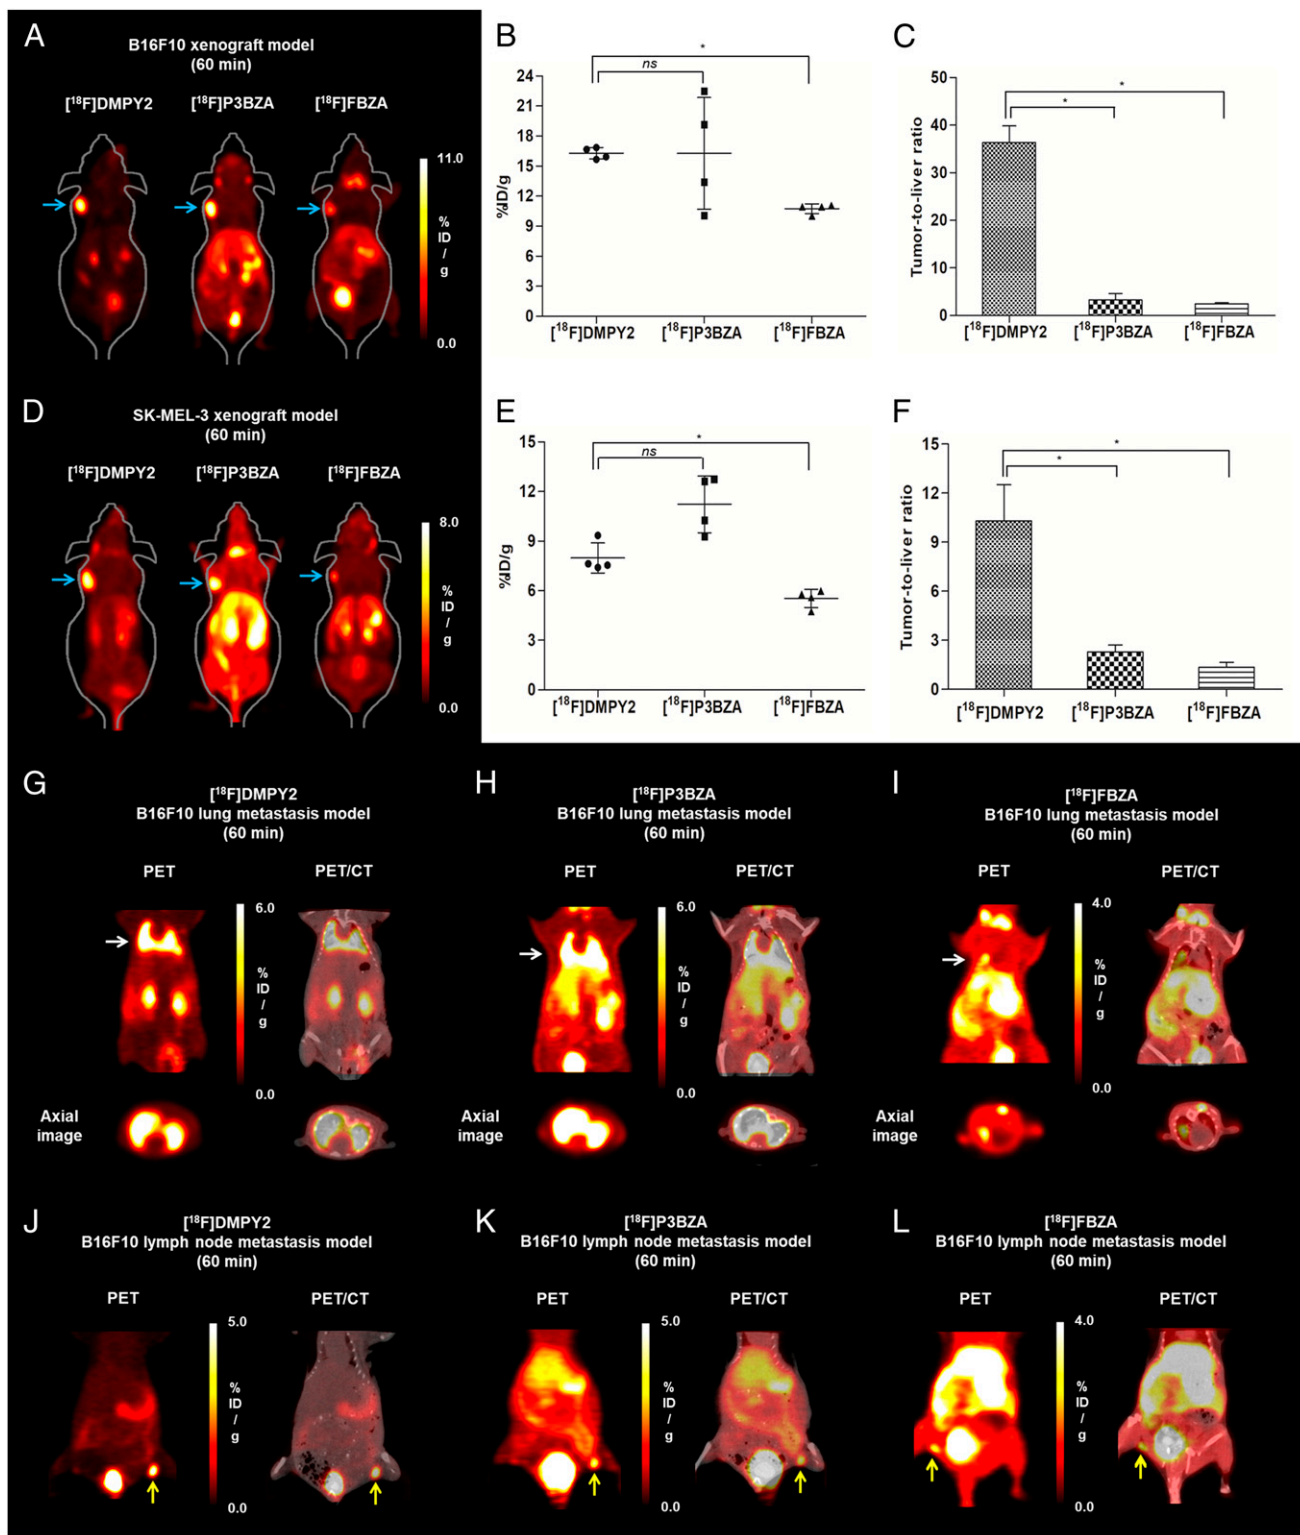 A
B16F10 xenograft model
(60 min)
[¹⁸F]DMPY2 [¹⁸F]P3BZA [¹⁸F]FBZA
11.0
%
ID
/
g
0.0
B
*
ns
24
21
18
15
12
9
6
3
0
%ID/g
[¹⁸F]DMPY2 [¹⁸F]P3BZA [¹⁸F]FBZA
C
*
*
50
40
30
20
10
0
Tumor-to-liver ratio
[¹⁸F]DMPY2 [¹⁸F]P3BZA [¹⁸F]FBZA
D
SK-MEL-3 xenograft model
(60 min)
[¹⁸F]DMPY2 [¹⁸F]P3BZA [¹⁸F]FBZA
8.0
%
ID
/
g
0.0
E
*
ns
15
12
9
6
3
0
%ID/g
[¹⁸F]DMPY2 [¹⁸F]P3BZA [¹⁸F]FBZA
F
*
*
15
12
9
6
3
0
Tumor-to-liver ratio
[¹⁸F]DMPY2 [¹⁸F]P3BZA [¹⁸F]FBZA
G
[¹⁸F]DMPY2
B16F10 lung metastasis model
(60 min)
PET PET/CT
6.0
%
ID
/
g
0.0
Axial
image
H
[¹⁸F]P3BZA
B16F10 lung metastasis model
(60 min)
PET PET/CT
6.0
%
ID
/
g
0.0
Axial
image
I
[¹⁸F]FBZA
B16F10 lung metastasis model
(60 min)
PET PET/CT
4.0
%
ID
/
g
0.0
Axial
image
J
[¹⁸F]DMPY2
B16F10 lymph node metastasis model
(60 min)
PET PET/CT
5.0
%
ID
/
g
0.0
K
[¹⁸F]P3BZA
B16F10 lymph node metastasis model
(60 min)
PET PET/CT
5.0
%
ID
/
g
0.0
L
[¹⁸F]FBZA
B16F10 lymph node metastasis model
(60 min)
PET PET/CT
4.0
%
ID
/
g
0.0